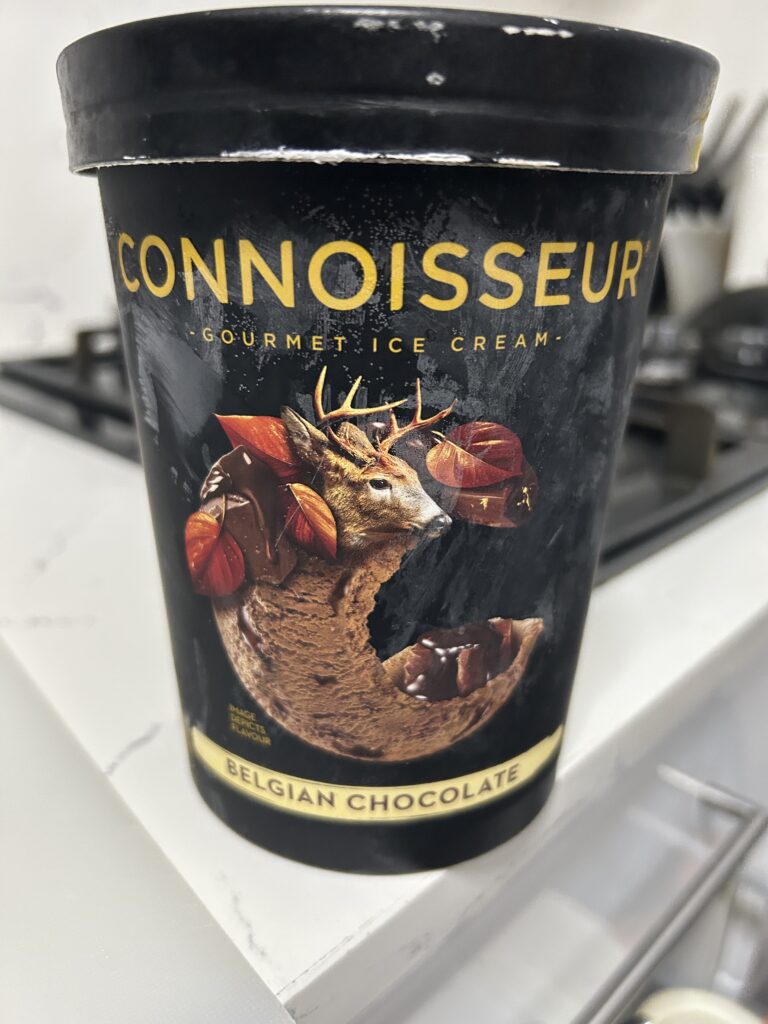 CONNOISSEUR
-GOURMET ICE CREAM-
IMAGE
DEPICTS
FLAVOUR
BELGIAN CHOCOLATE